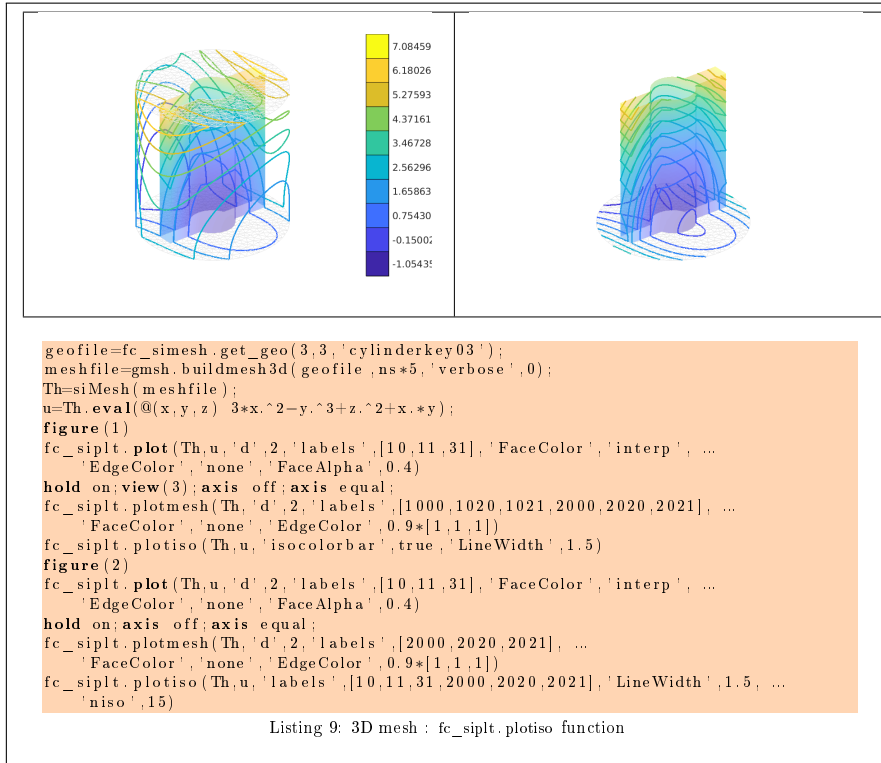 7.08459
6.18026
5.27593
4.37161
3.46728
2.56296
1.65863
0.75430
-0.15002
-1.05435
geofile=fc_simesh.get_geo(3,3,'cylinderkey03');
meshfile=gmsh.buildmesh3d(geofile,ns*5,'verbose',0);
Th=siMesh(meshfile);
u=Th.eval(@(x,y,z) 3*x.^2-y.^3+z.^2+x.*y);
figure(1)
fc_siplt.plot(Th,u,'d',2,'labels',[10,11,31],'FaceColor','interp', ...
'EdgeColor','none','FaceAlpha',0.4)
hold on;view(3);axis off;axis equal;
fc_siplt.plotmesh(Th,'d',2,'labels',[1000,1020,1021,2000,2020,2021], ...
'FaceColor','none','EdgeColor',0.9*[1,1,1])
fc_siplt.plotiso(Th,u,'isocolorbar',true,'LineWidth',1.5)
figure(2)
fc_siplt.plot(Th,u,'d',2,'labels',[10,11,31],'FaceColor','interp', ...
'EdgeColor','none','FaceAlpha',0.4)
hold on;axis off;axis equal;
fc_siplt.plotmesh(Th,'d',2,'labels',[2000,2020,2021], ...
'FaceColor','none','EdgeColor',0.9*[1,1,1])
fc_siplt.plotiso(Th,u,'labels',[10,11,31,2000,2020,2021],'LineWidth',1.5, ...
'niso',15)
Listing 9: 3D mesh : fc_siplt.plotiso function